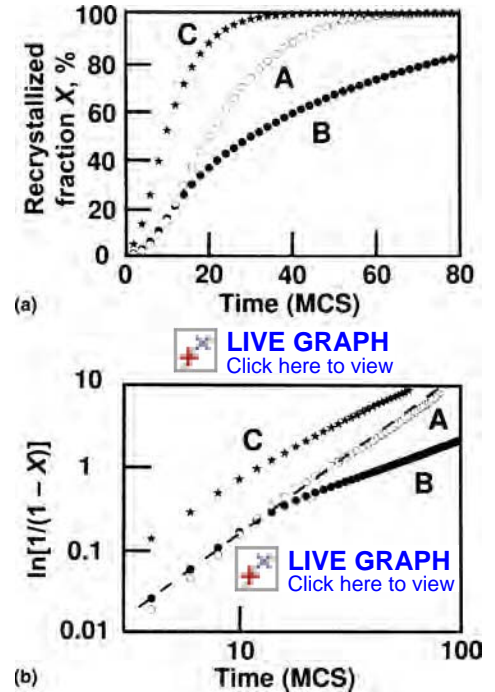 100
80
60
40
20
0
Recrystallized
fraction X, %
C
A
B
0 20 40 60 80
Time (MCS)
(a)
LIVE GRAPH
Click here to view
10
1
0.1
0.01
ln[1/(1 – X)]
C
A
B
LIVE GRAPH
Click here to view
10 100
Time (MCS)
(b)